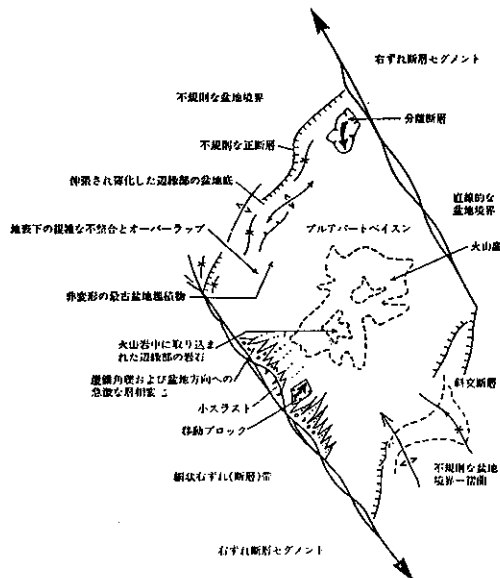 右ずれ断層セグメント
不規則な盆地境界
分離断層
不規則な正断層
伸張され薄化した辺縁部の盆地底
直線的な
盆地境界
プルアパートベイスン
地表下の複雑な不整合とオーバーラップ
火山岩
非変形の最古盆地堆積物
火山岩中に取り込ま
れた辺縁部の岩石
崖錐角礫および盆地方向への
急激な層相変
小スラスト
斜交断層
移動ブロック
不規則な盆地
境界一褶曲
網状右ずれ(断層)帯
右ずれ断層セグメント